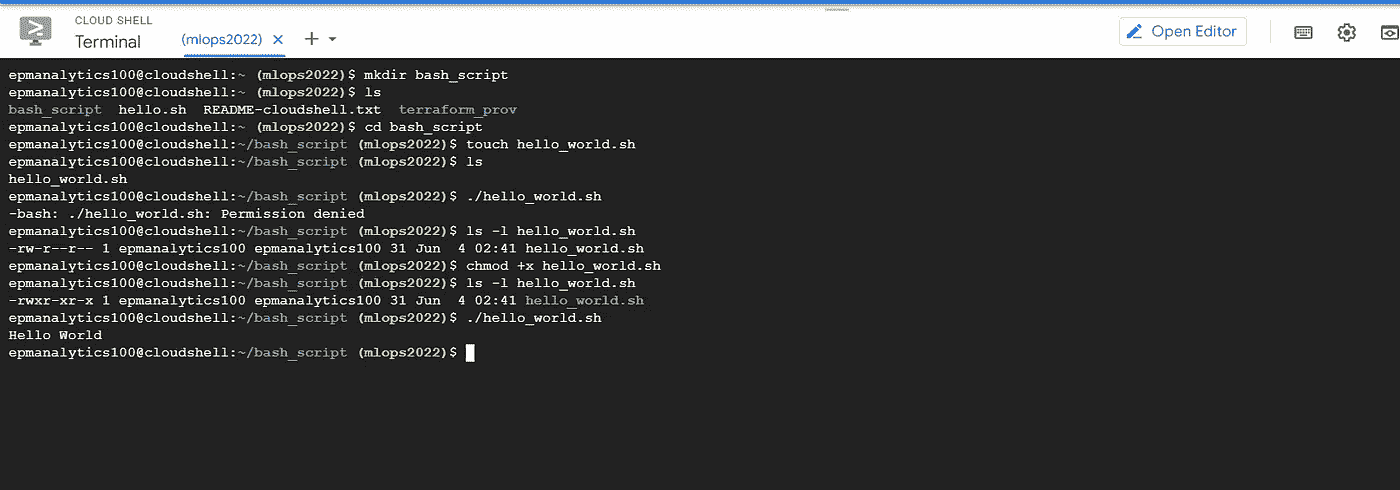 CLOUD SHELL
Terminal
(mlops2022)
Open Editor
epmanalytics100@cloudshell:~ (mlops2022)$ mkdir bash_script
epmanalytics100@cloudshell:~ (mlops2022)$ ls
bash_script  hello.sh  README-cloudshell.txt  terraform_prov
epmanalytics100@cloudshell:~ (mlops2022)$ cd bash_script
epmanalytics100@cloudshell:~/bash_script (mlops2022)$ touch hello_world.sh
epmanalytics100@cloudshell:~/bash_script (mlops2022)$ ls
hello_world.sh
epmanalytics100@cloudshell:~/bash_script (mlops2022)$ ./hello_world.sh
-bash: ./hello_world.sh: Permission denied
epmanalytics100@cloudshell:~/bash_script (mlops2022)$ ls -l hello_world.sh
-rw-r--r-- 1 epmanalytics100 epmanalytics100 31 Jun  4 02:41 hello_world.sh
epmanalytics100@cloudshell:~/bash_script (mlops2022)$ chmod +x hello_world.sh
epmanalytics100@cloudshell:~/bash_script (mlops2022)$ ls -l hello_world.sh
-rwxr-xr-x 1 epmanalytics100 epmanalytics100 31 Jun  4 02:41 hello_world.sh
epmanalytics100@cloudshell:~/bash_script (mlops2022)$ ./hello_world.sh
Hello World
epmanalytics100@cloudshell:~/bash_script (mlops2022)$